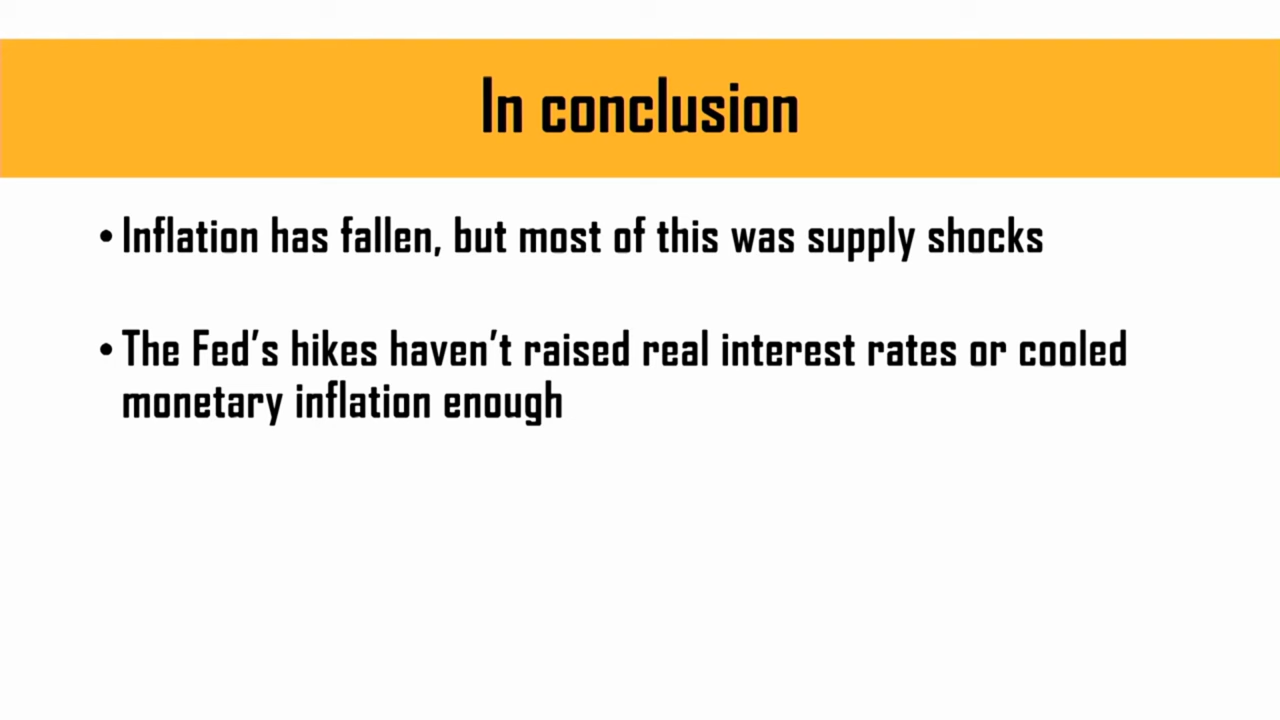 In conclusion
• Inflation has fallen, but most of this was supply shocks
• The Fed’s hikes haven’t raised real interest rates or cooled
monetary inflation enough